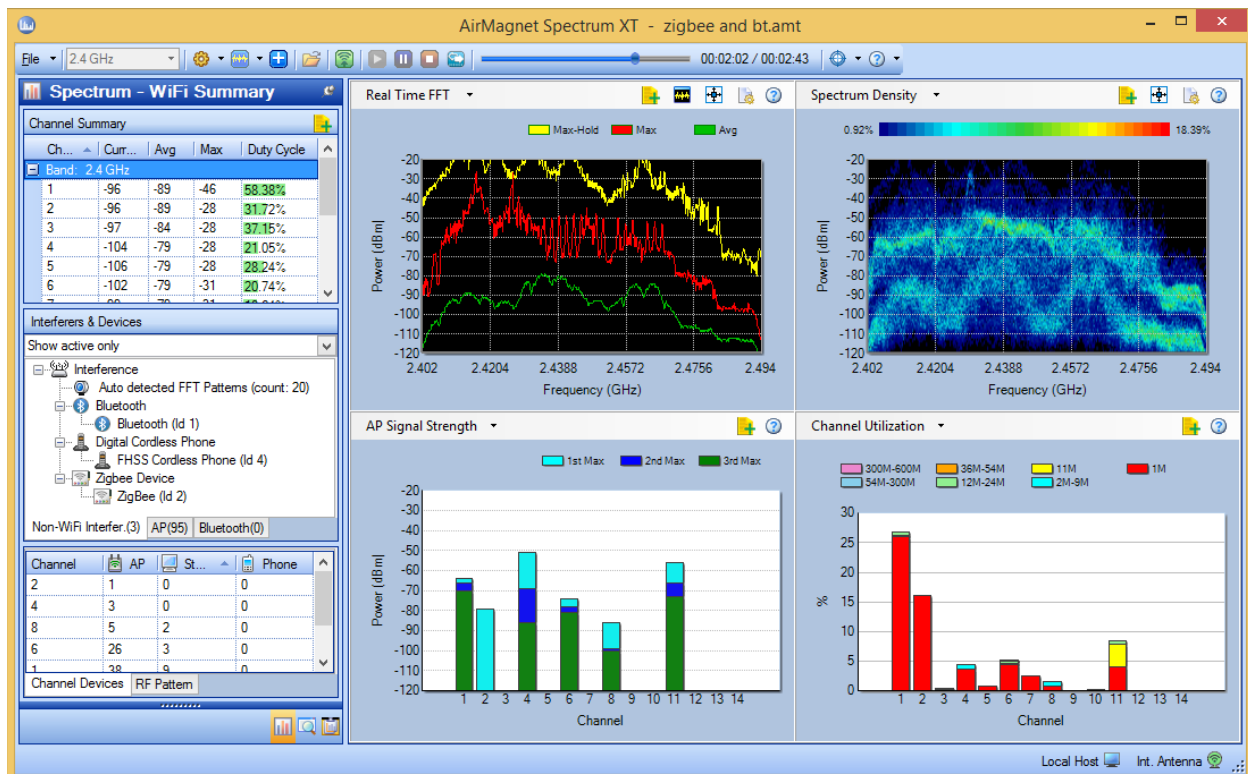 AirMagnet Spectrum XT - zigbee and bt.amt
File 2.4 GHz 00:02:02 / 00:02:43
Spectrum - WiFi Summary
Channel Summary
Ch... Curr... Avg Max Duty Cycle
Band: 2.4 GHz
1 -96 -89 -46 58.38%
2 -96 -89 -28 31.72%
3 -97 -84 -28 37.15%
4 -104 -79 -28 21.05%
5 -106 -79 -28 28.24%
6 -102 -79 -31 20.74%
Interferers & Devices
Show active only
Interference
Auto detected FFT Patterns (count: 20)
Bluetooth
Bluetooth (Id 1)
Digital Cordless Phone
FHSS Cordless Phone (Id 4)
Zigbee Device
ZigBee (Id 2)
Non-WiFi Interfer.(3) AP(95) Bluetooth(0)
Channel AP St... Phone
2 1 0 0
4 3 0 0
8 5 2 0
6 26 3 0
1 38 9 0
Channel Devices RF Pattern
Real Time FFT
Max-Hold Max Avg
Power (dBm)
-20
-30
-40
-50
-60
-70
-80
-90
-100
-110
-120
2.402 2.4204 2.4388 2.4572 2.4756 2.494
Frequency (GHz)
Spectrum Density
0.92% 18.39%
Power (dBm)
-20
-30
-40
-50
-60
-70
-80
-90
-100
-110
-120
2.402 2.4204 2.4388 2.4572 2.4756 2.494
Frequency (GHz)
AP Signal Strength
1st Max 2nd Max 3rd Max
Power (dBm)
-20
-30
-40
-50
-60
-70
-80
-90
-100
-110
-120
1 2 3 4 5 6 7 8 9 10 11 12 13 14
Channel
Channel Utilization
300M-600M 36M-54M 11M 1M
54M-300M 12M-24M 2M-9M
%
30
25
20
15
10
5
0
1 2 3 4 5 6 7 8 9 10 11 12 13 14
Channel
Local Host Int. Antenna